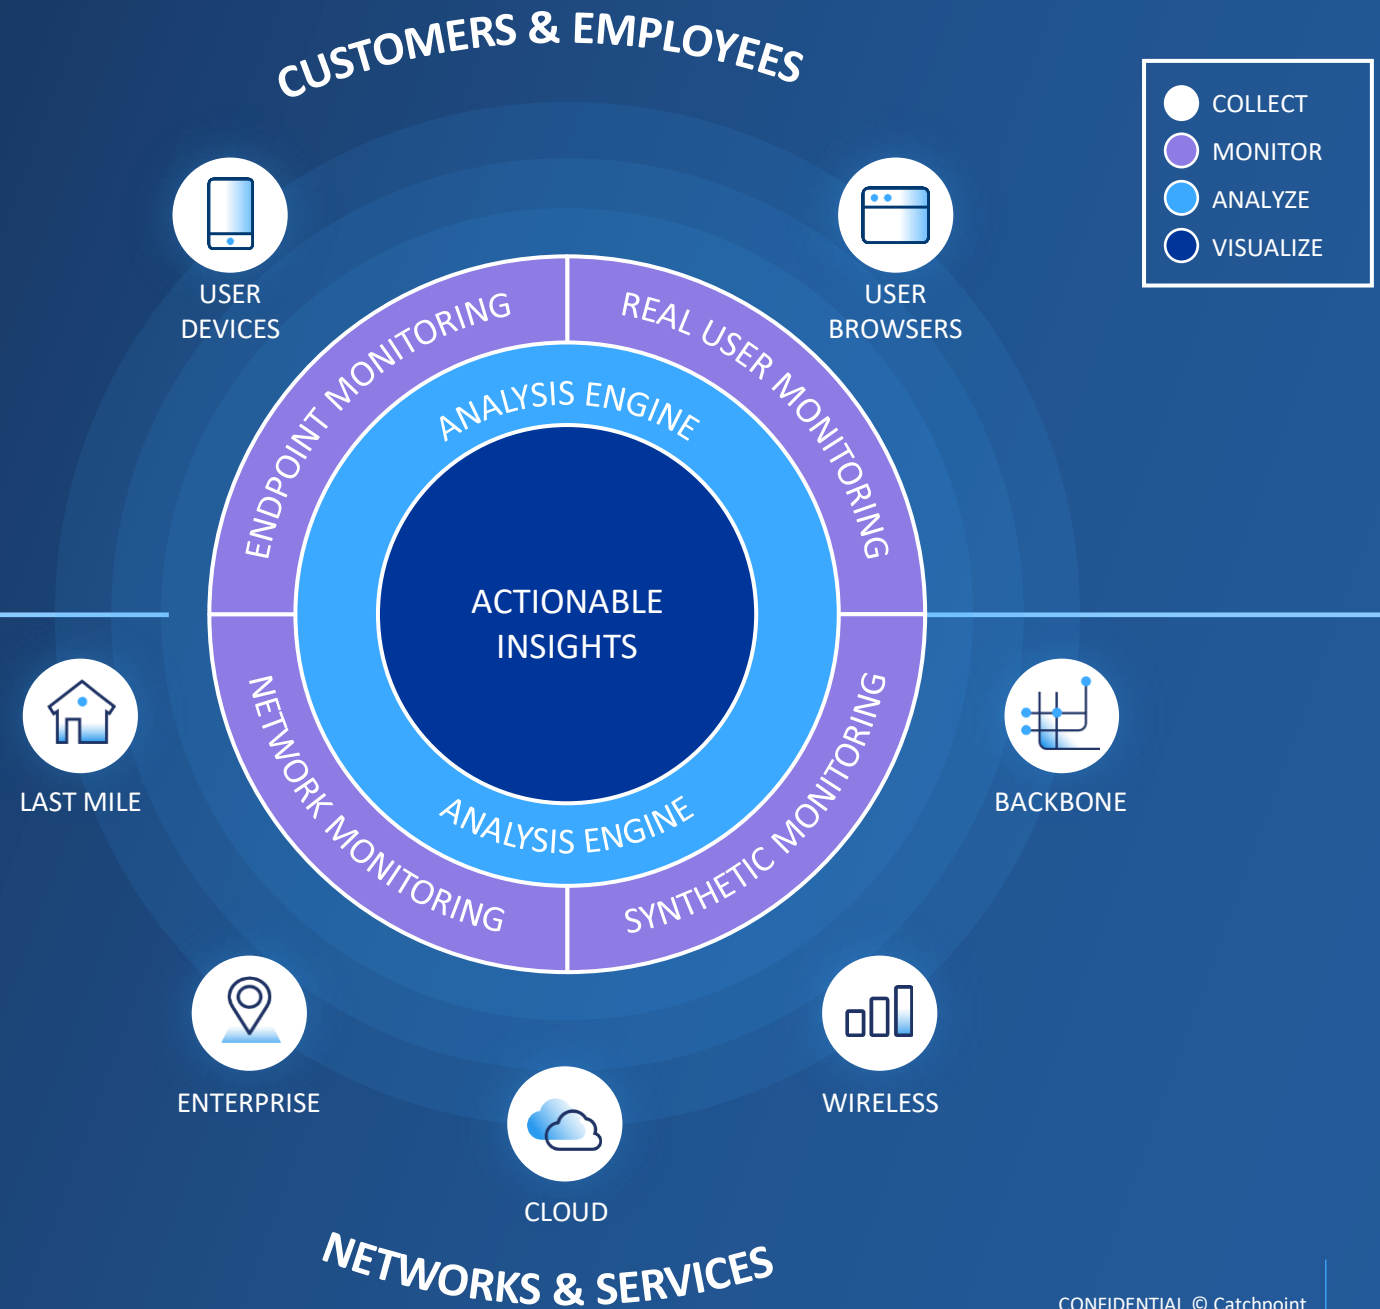 CUSTOMERS & EMPLOYEES
COLLECT
MONITOR
ANALYZE
VISUALIZE
USER
DEVICES
USER
BROWSERS
ENDPOINT MONITORING
REAL USER MONITORING
ANALYSIS ENGINE
ACTIONABLE
INSIGHTS
NETWORK MONITORING
SYNTHETIC MONITORING
ANALYSIS ENGINE
LAST MILE
BACKBONE
ENTERPRISE
WIRELESS
CLOUD
NETWORKS & SERVICES
CONFIDENTIAL © Catchpoint